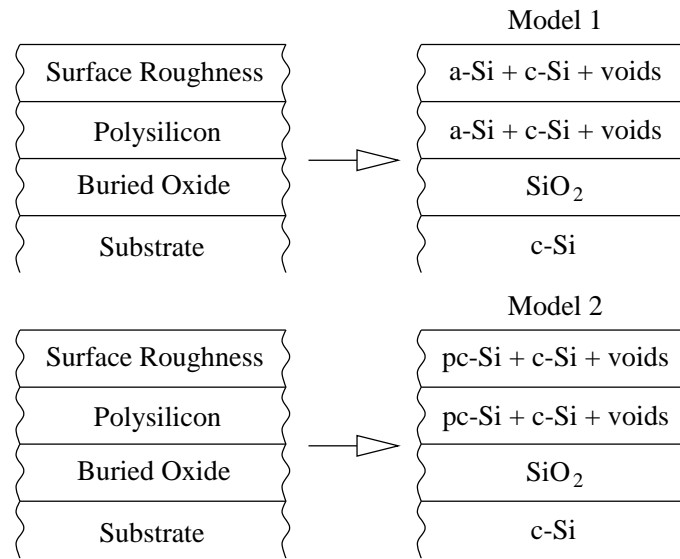 Model 1
Surface Roughness
a-Si + c-Si + voids
Polysilicon
a-Si + c-Si + voids
Buried Oxide
SiO2
Substrate
c-Si
Model 2
Surface Roughness
pc-Si + c-Si + voids
Polysilicon
pc-Si + c-Si + voids
Buried Oxide
SiO2
Substrate
c-Si